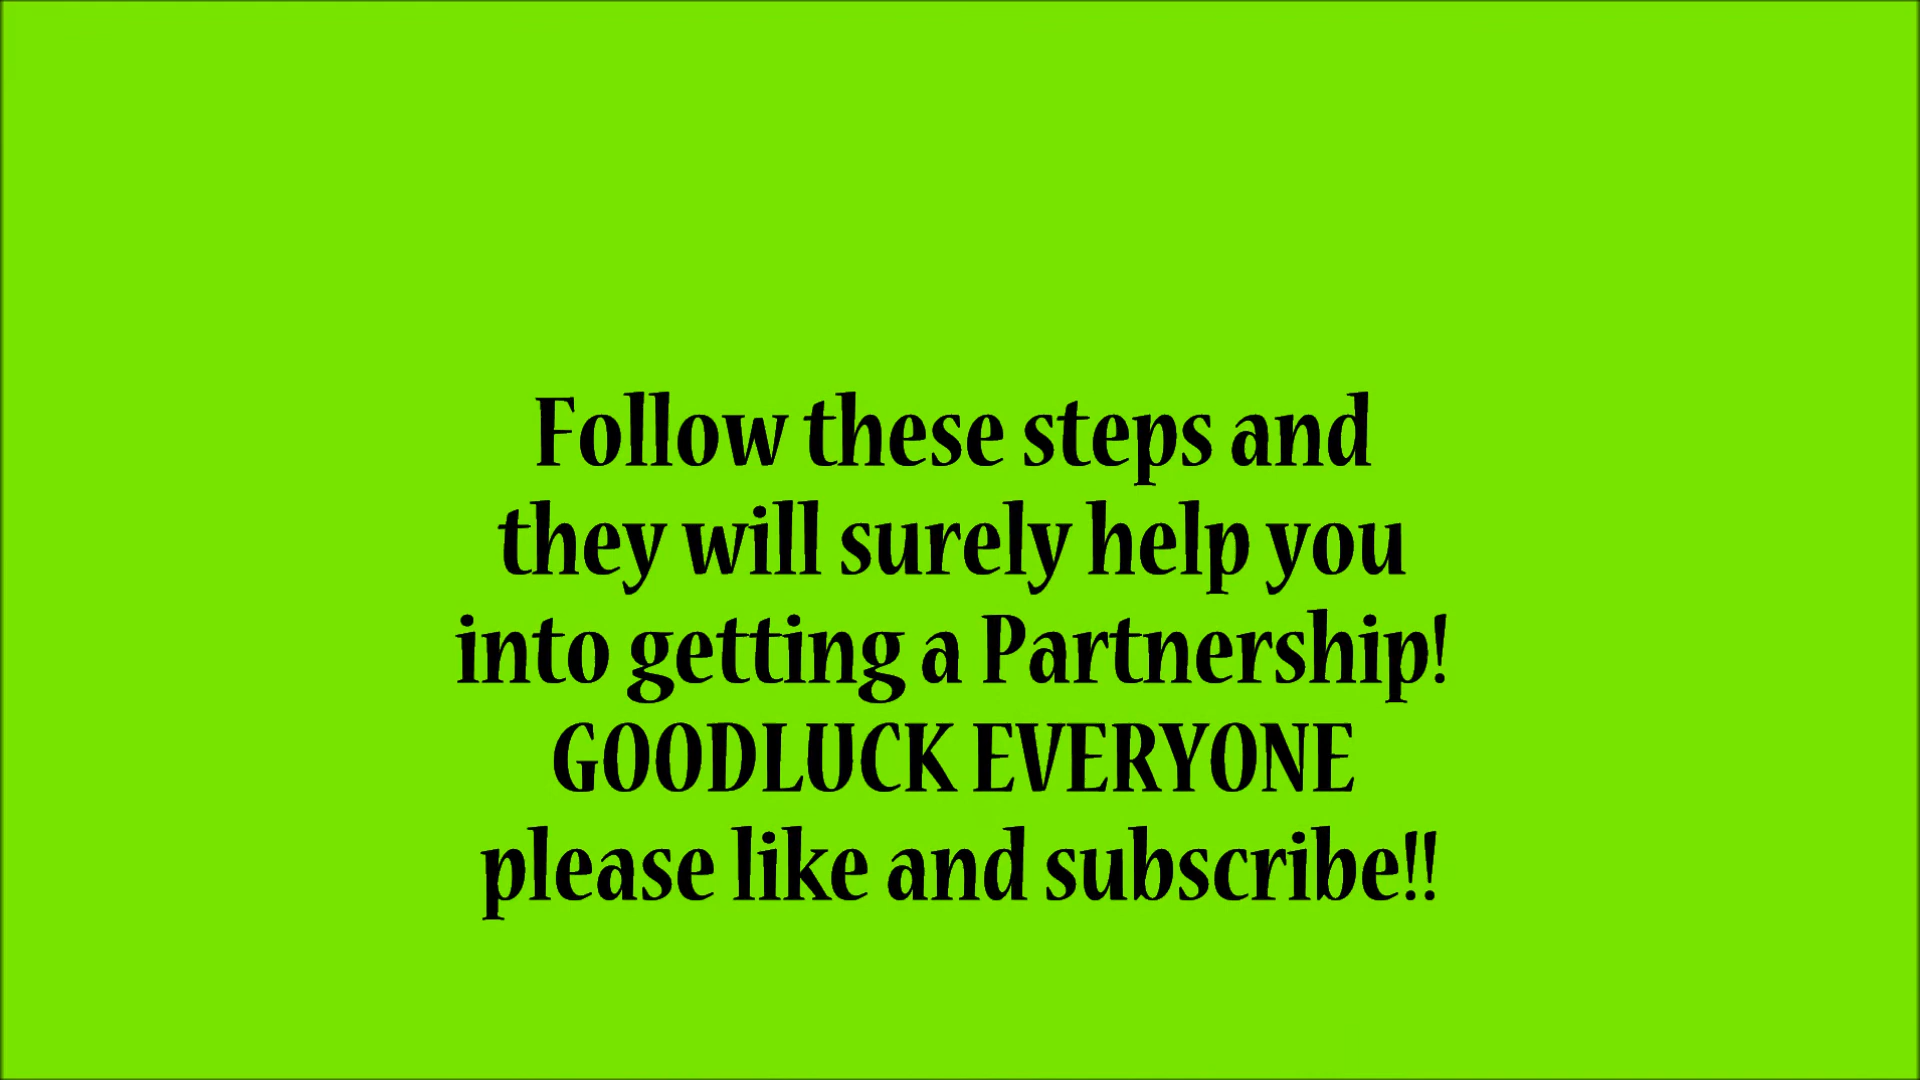 Follow these steps and
they will surely help you
into getting a Partnership!
GOODLUCK EVERYONE
please like and subscribe!!